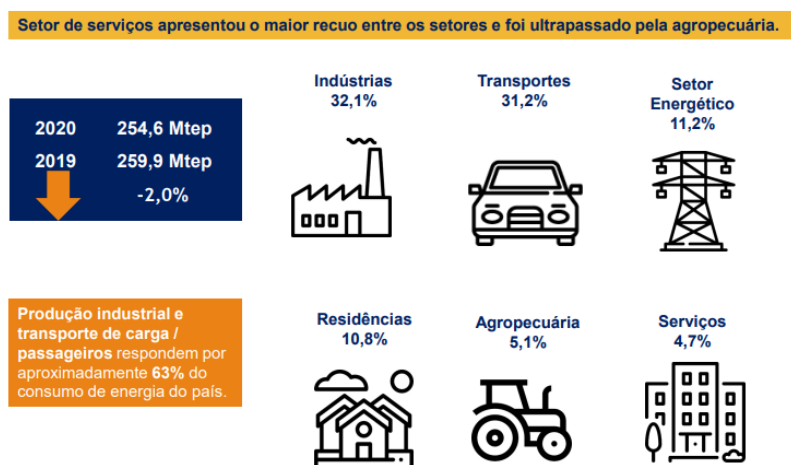 Setor de serviços apresentou o maior recuo entre os setores e foi ultrapassado pela agropecuária.
2020 254,6 Mtep
2019 259,9 Mtep
-2,0%
Indústrias
32,1%
Transportes
31,2%
Setor
Energético
11,2%
Produção industrial e
transporte de carga /
passageiros respondem por
aproximadamente 63% do
consumo de energia do país.
Residências
10,8%
Agropecuária
5,1%
Serviços
4,7%